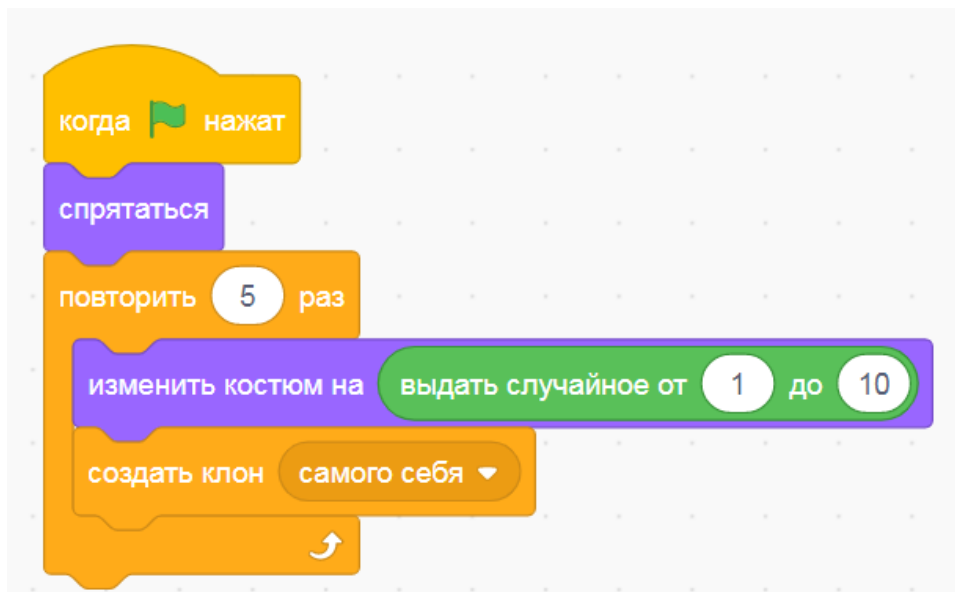 когда нажат
спрятаться
повторить 5 раз
изменить костюм на выдать случайное от 1 до 10
создать клон самого себя